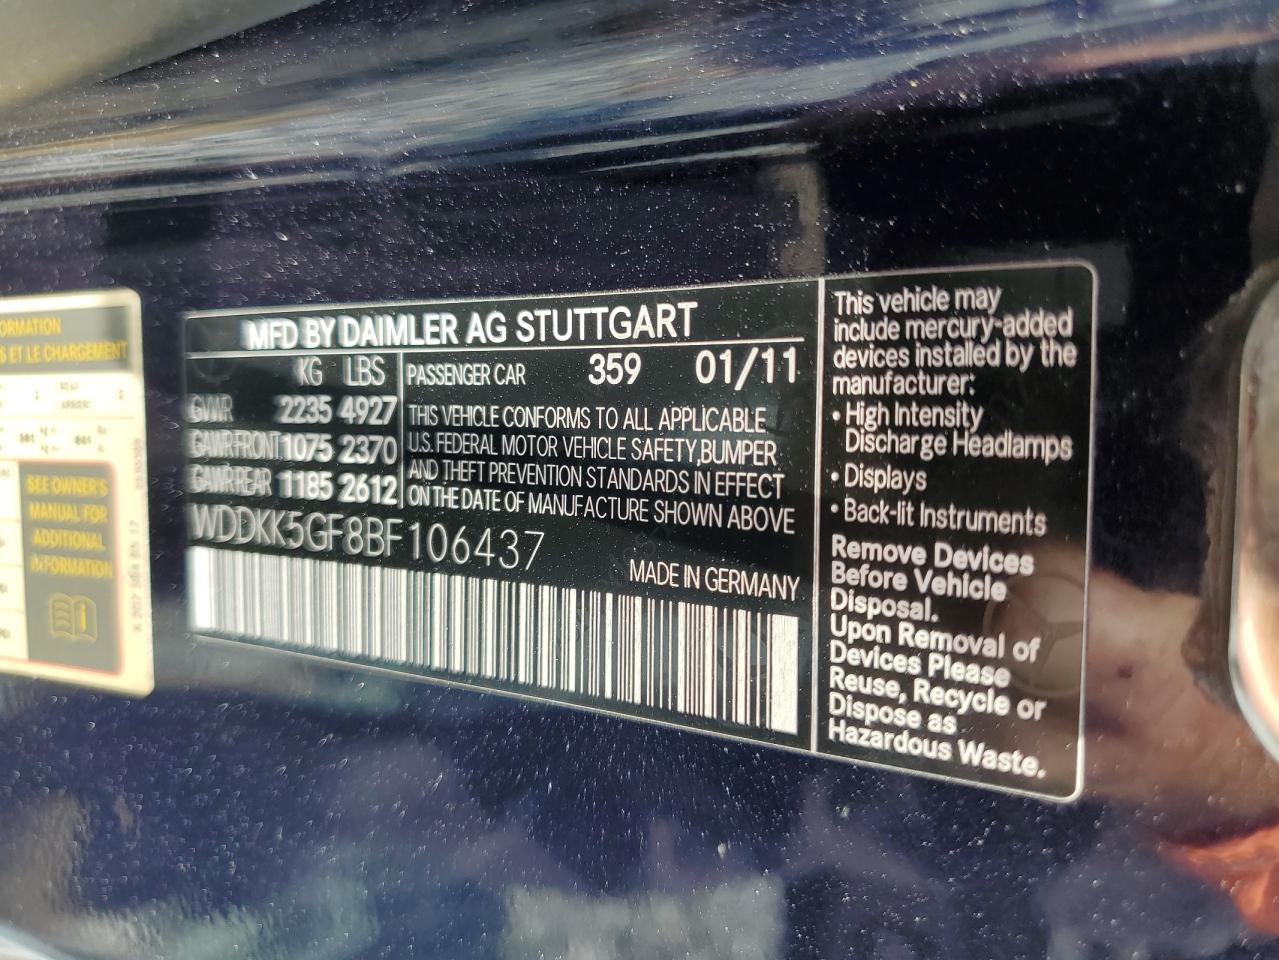 ORMATION
S ET LE CHARGEMENT
SEE OWNER'S
MANUAL FOR
ADDITIONAL
INFORMATION
MFD BY DAIMLER AG STUTTGART
KG LBS
GVWR 2235 4927
GAWR FRONT 1075 2370
GAWR REAR 1185 2612
PASSENGER CAR 359 01/11
THIS VEHICLE CONFORMS TO ALL APPLICABLE
U.S. FEDERAL MOTOR VEHICLE SAFETY, BUMPER
AND THEFT PREVENTION STANDARDS IN EFFECT
ON THE DATE OF MANUFACTURE SHOWN ABOVE
WDDKK5GF8BF106437
MADE IN GERMANY
This vehicle may
include mercury-added
devices installed by the
manufacturer:
• High Intensity
Discharge Headlamps
• Displays
• Back-lit Instruments
Remove Devices
Before Vehicle
Disposal.
Upon Removal of
Devices Please
Reuse, Recycle or
Dispose as
Hazardous Waste.